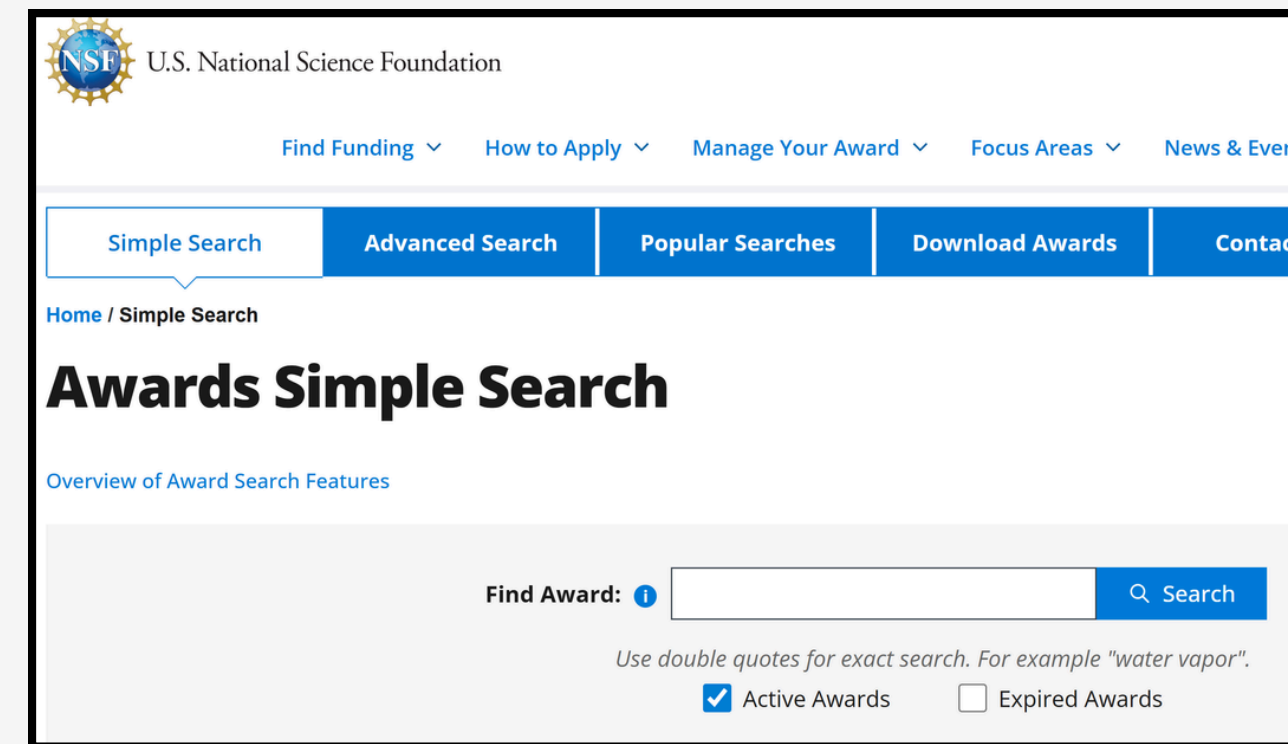 NSF U.S. National Science Foundation
Find Funding How to Apply Manage Your Award Focus Areas News &
Simple Search Advanced Search Popular Searches Download Awards
Home / Simple Search
Awards Simple Search
Overview of Award Search Features
Find Award: Search
Use double quotes for exact search. For example "water vapor".
Active Awards Expired Awards